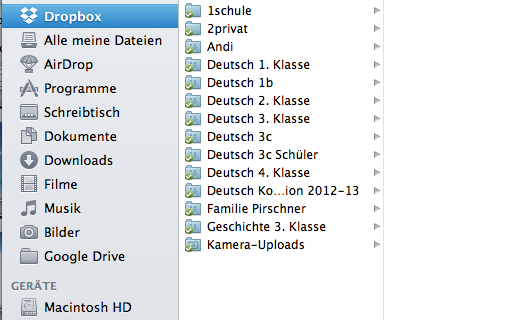 Dropbox
Alle meine Dateien
AirDrop
Programme
Schreibtisch
Dokumente
Downloads
Filme
Musik
Bilder
Google Drive
GERÄTE
Macintosh HD
1schule
2privat
Andi
Deutsch 1. Klasse
Deutsch 1b
Deutsch 2. Klasse
Deutsch 3. Klasse
Deutsch 3c
Deutsch 3c Schüler
Deutsch 4. Klasse
Deutsch Ko...ion 2012-13
Familie Pirschner
Geschichte 3. Klasse
Kamera-Uploads